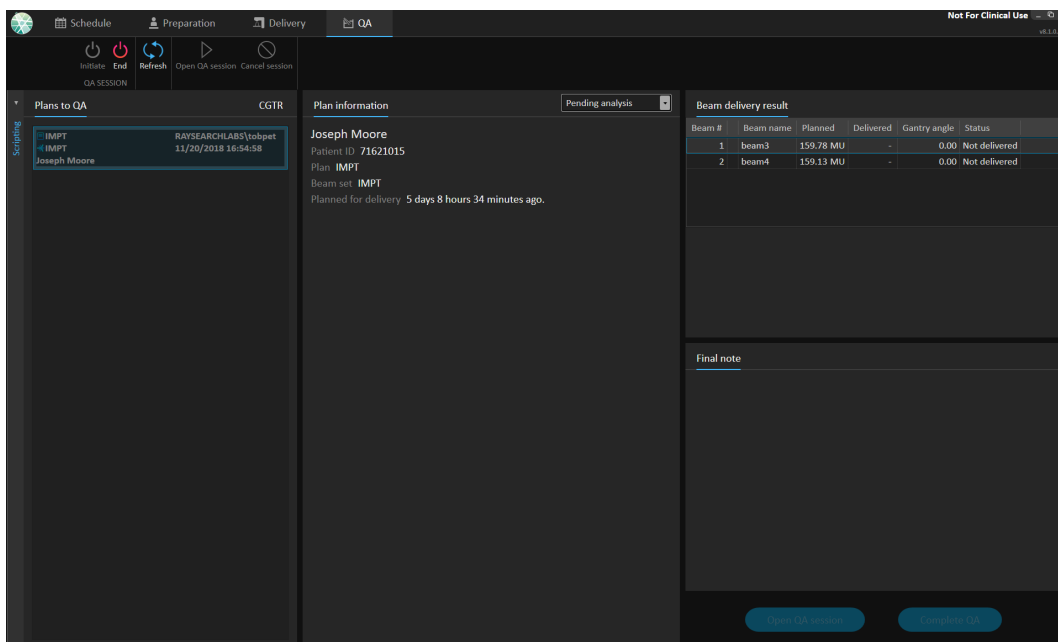 Not For Clinical Use
Schedule Preparation Delivery QA
Initiate End Refresh Open QA session Cancel session
QA SESSION
Scripting
Plans to QA CGTR
IMPT RAYSEARCHLABS\tobpet
IMPT 11/20/2018 16:54:58
Joseph Moore
Plan information Pending analysis
Joseph Moore
Patient ID 71621015
Plan IMPT
Beam set IMPT
Planned for delivery 5 days 8 hours 34 minutes ago.
Beam delivery result
Beam # Beam name Planned Delivered Gantry angle Status
1 beam3 159.78 MU - 0.00 Not delivered
2 beam4 159.13 MU - 0.00 Not delivered
Final note
Open QA session Complete QA